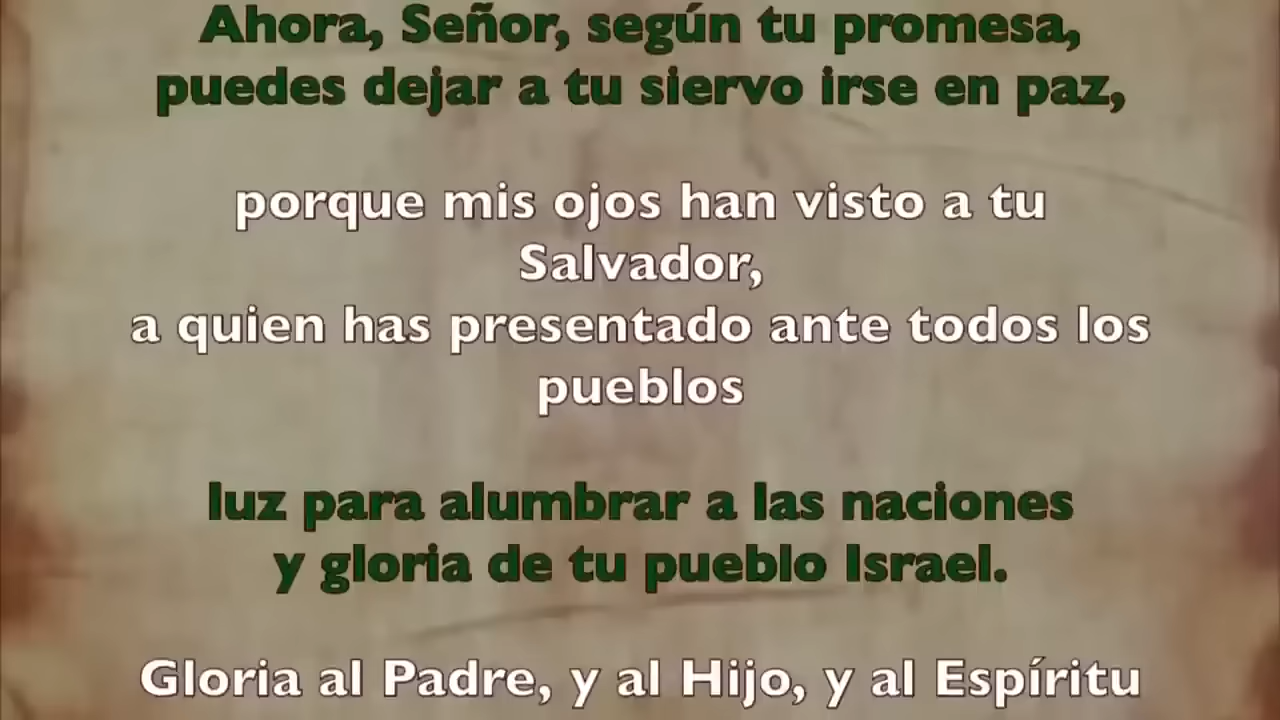 Ahora, Señor, según tu promesa,
puedes dejar a tu siervo irse en paz,
porque mis ojos han visto a tu
Salvador,
a quien has presentado ante todos los
pueblos
luz para alumbrar a las naciones
y gloria de tu pueblo Israel.
Gloria al Padre, y al Hijo, y al Espíritu